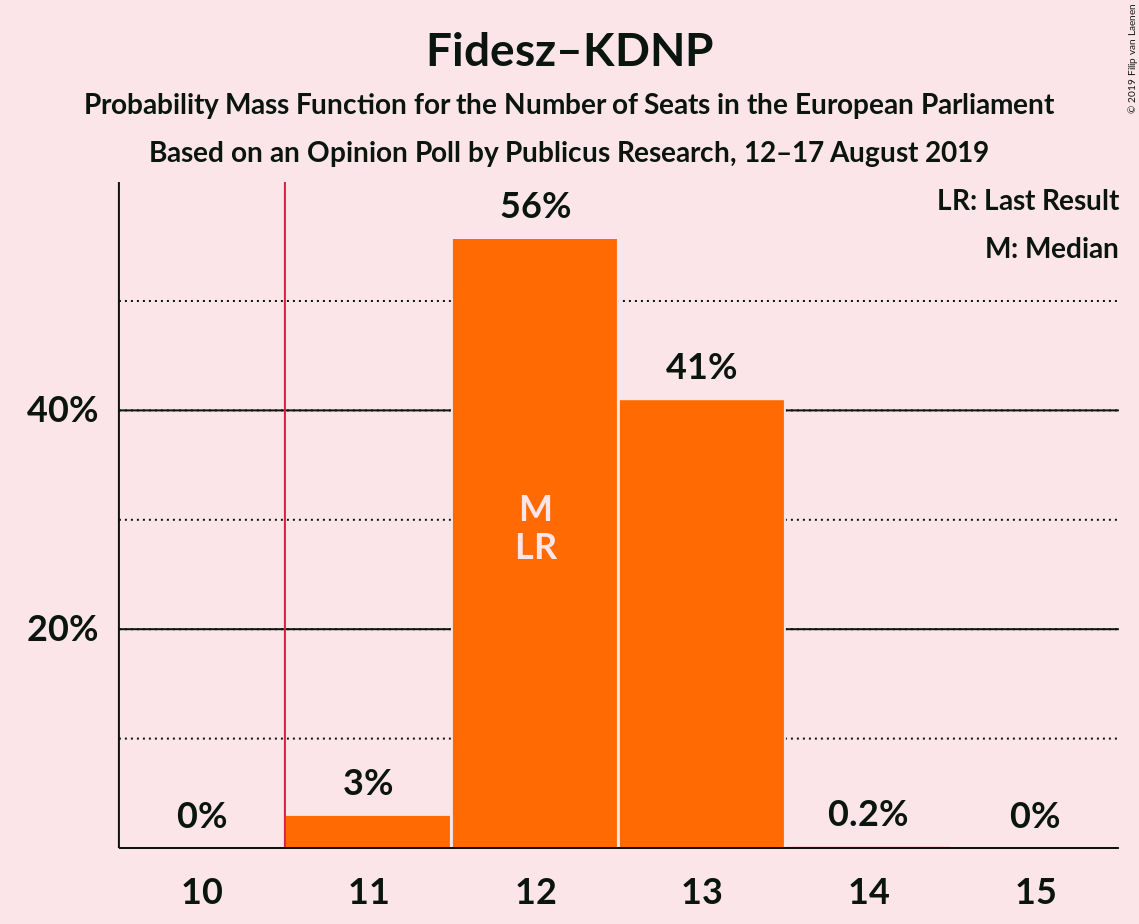 Fidesz–KDNP
Probability Mass Function for the Number of Seats in the European Parliament
Based on an Opinion Poll by Publicus Research, 12–17 August 2019
© 2019 Filip van Laenen
LR: Last Result
M: Median
56%
41%
40%
M
LR
20%
3%
0%
0.2%
0%
10
11
12
13
14
15